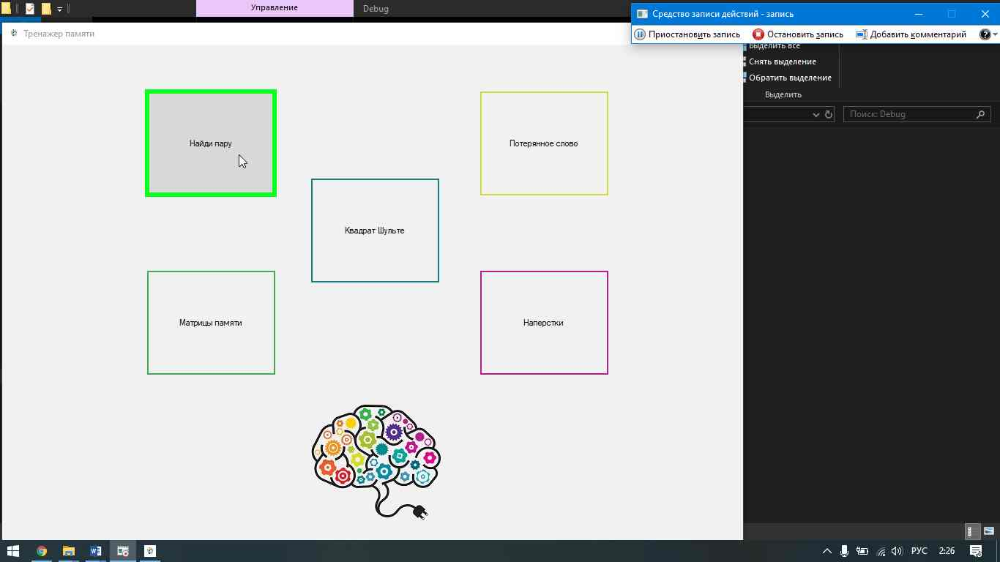 Управление
Debug
Средство записи действий - запись
Приостановить запись
Остановить запись
Добавить комментарий
Тренажер памяти
Выделить все
Снять выделение
Обратить выделение
Выделить
Поиск: Debug
Найди пару
Потерянное слово
Квадрат Шульте
Матрицы памяти
Наперстки
РУС
2:26